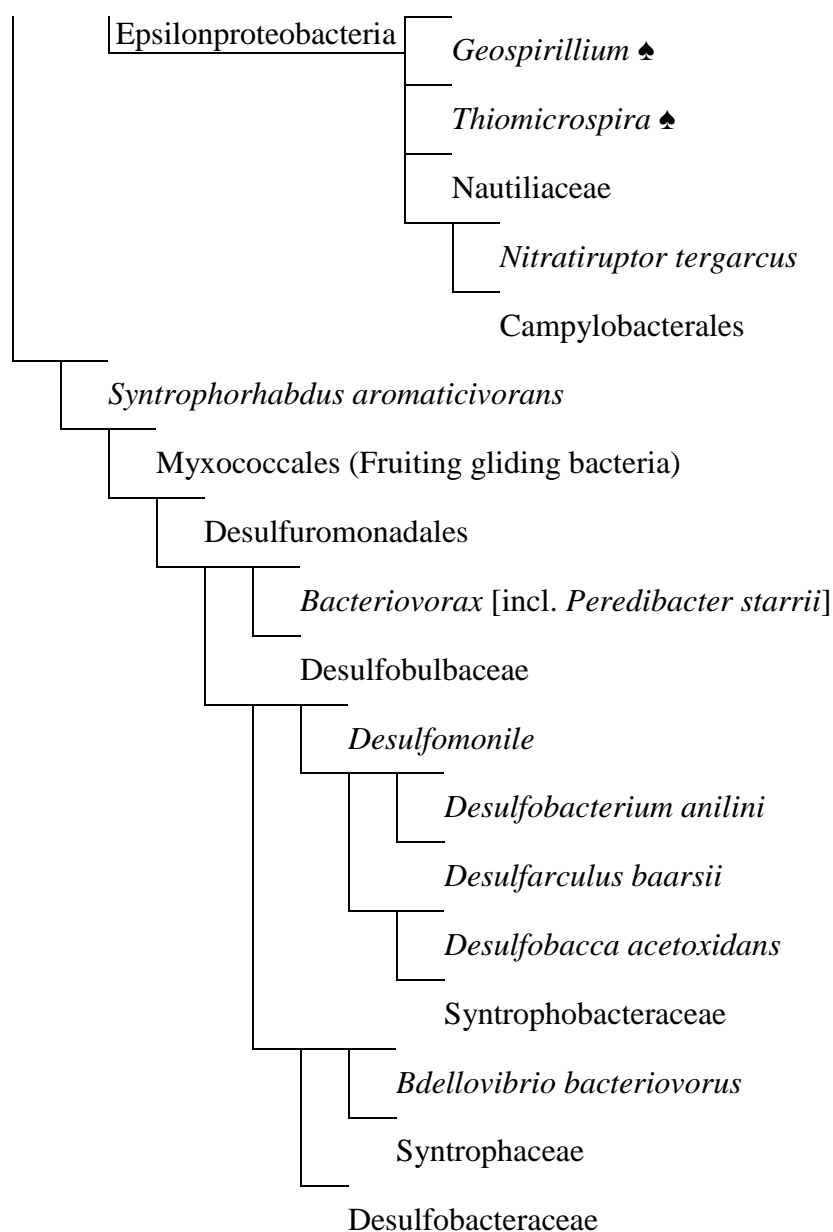 Epsilonproteobacteria
Geospirillium ♠
Thiomicrospira ♠
Nautiliaceae
Nitratiruptor tergarcus
Campylobacterales
Syntrophorhabdus aromaticivorans
Myxococcales (Fruiting gliding bacteria)
Desulfuromonadales
Bacteriovorax [incl. Peredibacter starrii]
Desulfobulbaceae
Desulfomonile
Desulfobacterium anilini
Desulfarculus baarsii
Desulfobacca acetoxidans
Syntrophobacteraceae
Bdellovibrio bacteriovorus
Syntrophaceae
Desulfobacteraceae